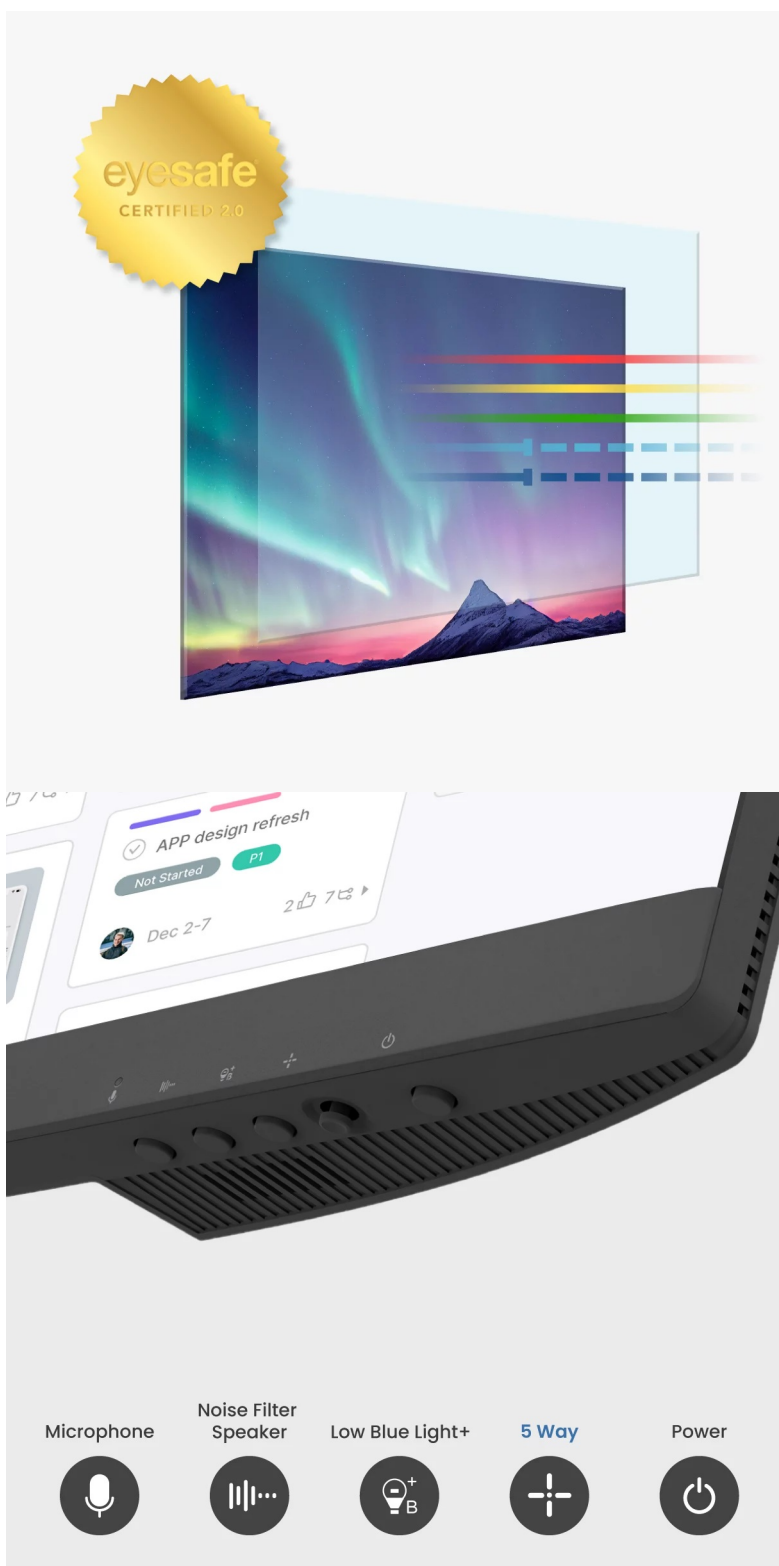 eyesafe
CERTIFIED 2.0
APP design refresh
Not Started
P1
2
7
Dec 2-7
Microphone
Noise Filter
Speaker
Low Blue Light+
5 Way
Power
+
B